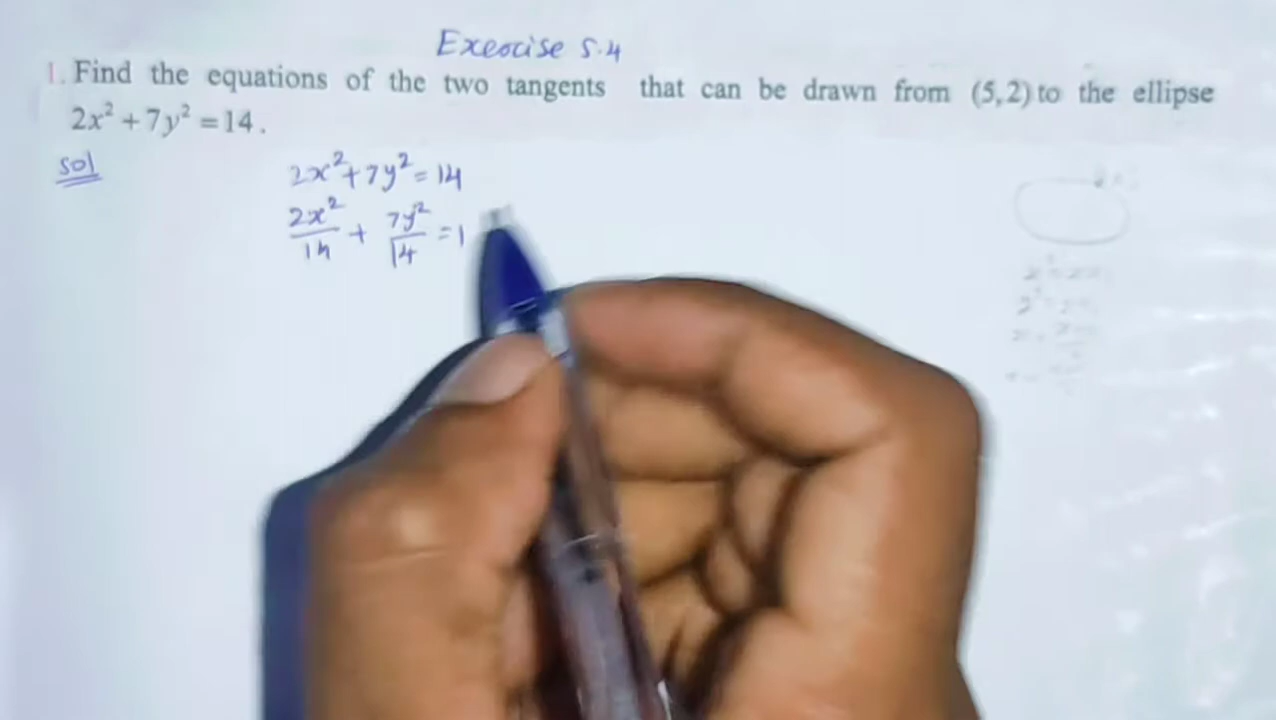 Exercise 5.4
1. Find the equations of the two tangents that can be drawn from (5,2) to the ellipse
2x² + 7y² = 14.
Sol
2x² + 7y² = 14
2x²/14 + 7y²/14 = 1